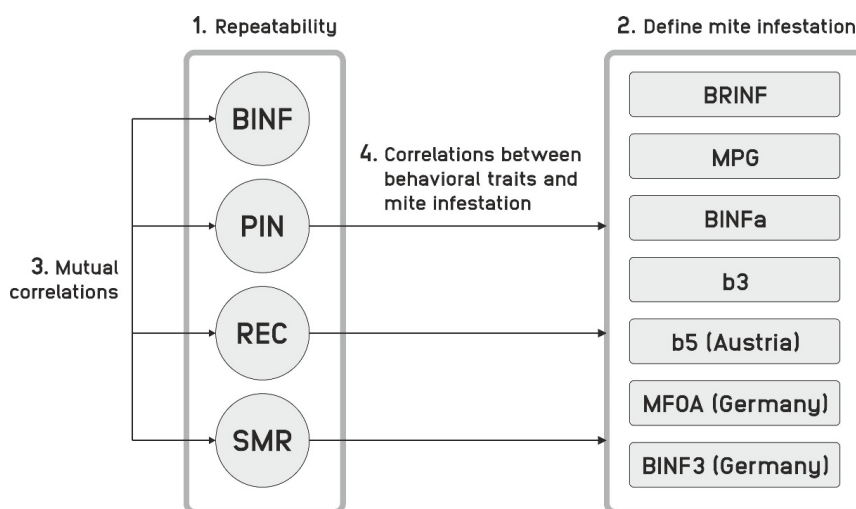 1. Repeatability
2. Define mite infestation
BINF
PIN
REC
SMR
3. Mutual
correlations
4. Correlations between
behavioral traits and
mite infestation
BRINF
MPG
BINFa
b3
b5 (Austria)
MFOA (Germany)
BINF3 (Germany)